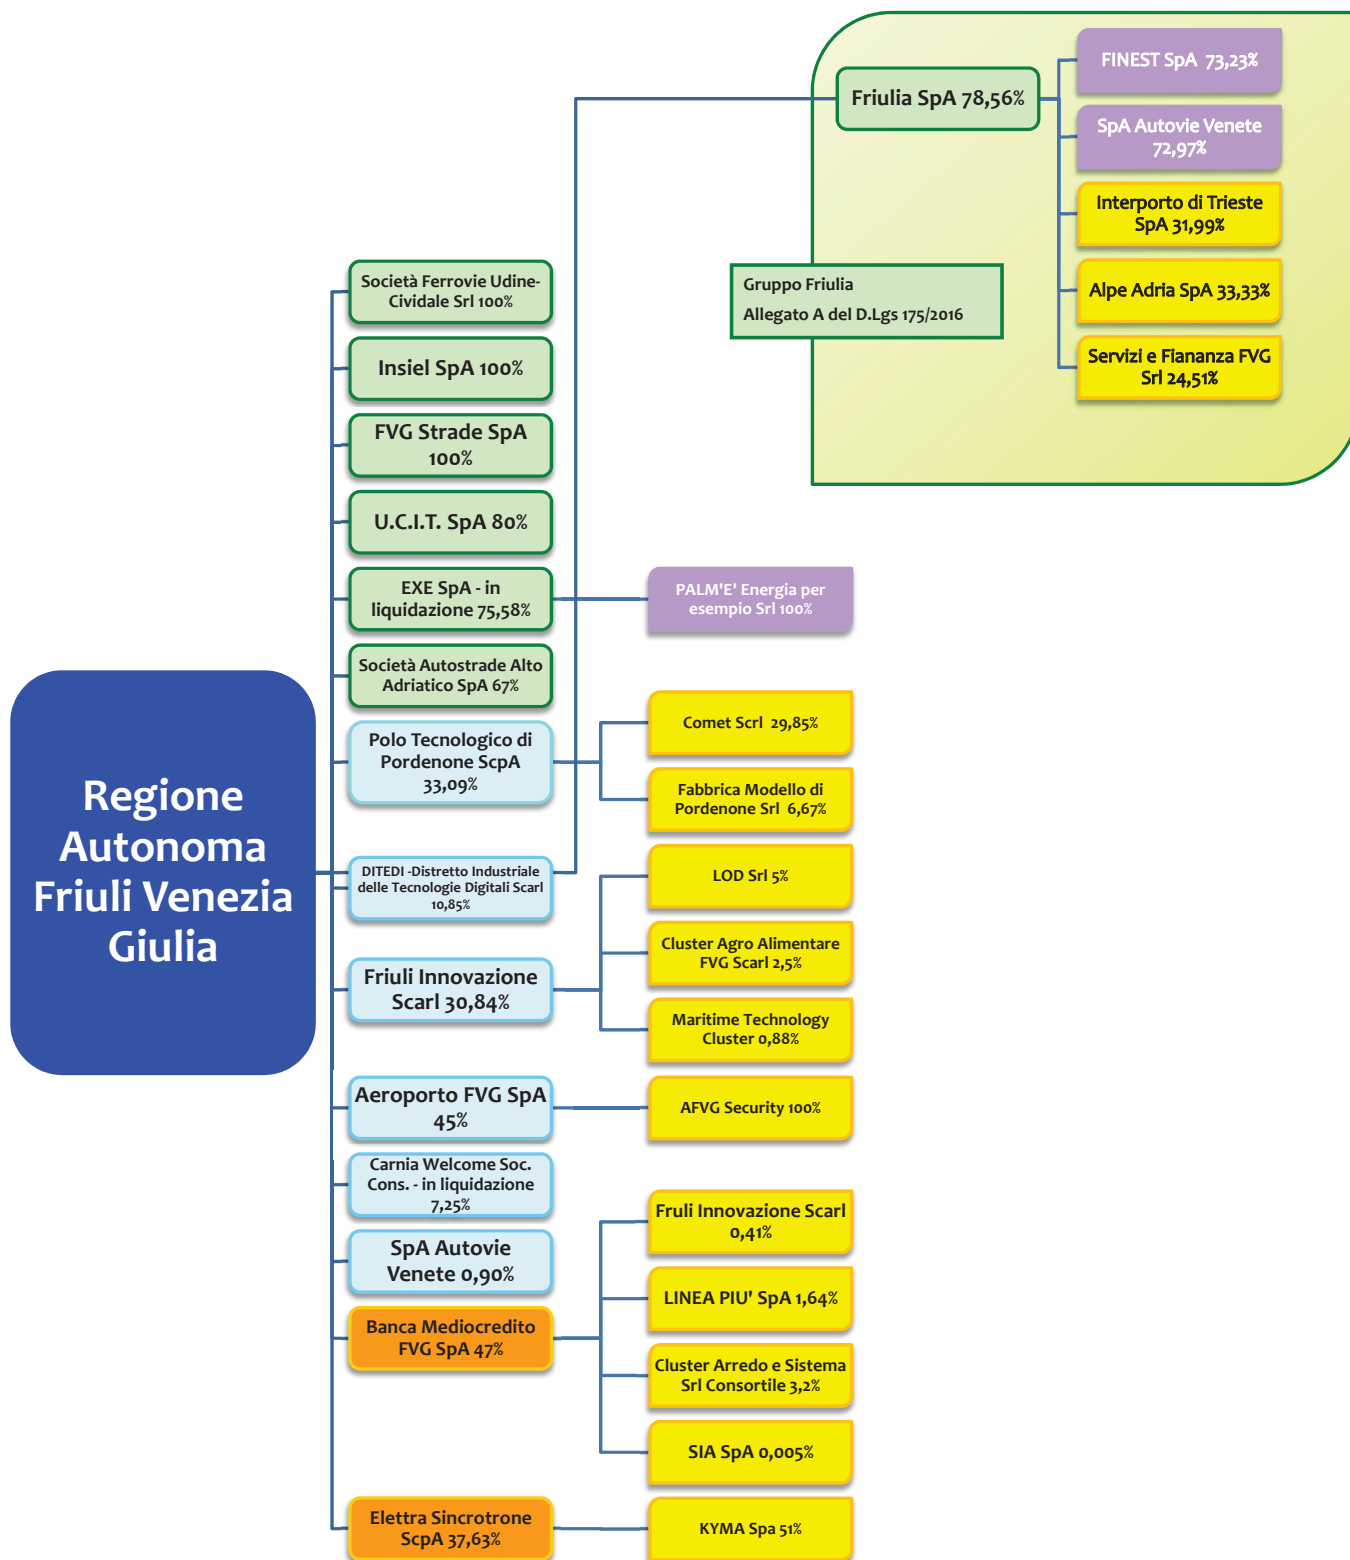 Regione
Autonoma
Friuli Venezia
Giulia
Friulia SpA 78,56%
FINEST SpA 73,23%
SpA Autovie Venete
72,97%
Interporto di Trieste
SpA 31,99%
Alpe Adria SpA 33,33%
Servizi e Fiananza FVG
Srl 24,51%
Gruppo Friulia
Allegato A del D.Lgs 175/2016
Società Ferrovie Udine-
Cividale Srl 100%
Insiel SpA 100%
FVG Strade SpA
100%
U.C.I.T. SpA 80%
EXE SpA - in
liquidazione 75,58%
PALM'E' Energia per
esempio Srl 100%
Società Autostrade Alto
Adriatico SpA 67%
Polo Tecnologico di
Pordenone ScpA
33,09%
Comet Scrl 29,85%
Fabbrica Modello di
Pordenone Srl 6,67%
DITEDI -Distretto Industriale
delle Tecnologie Digitali Scarl
10,85%
Friuli Innovazione
Scarl 30,84%
LOD Srl 5%
Cluster Agro Alimentare
FVG Scarl 2,5%
Maritime Technology
Cluster 0,88%
Aeroporto FVG SpA
45%
AFVG Security 100%
Carnia Welcome Soc.
Cons. - in liquidazione
7,25%
SpA Autovie
Venete 0,90%
Banca Mediocredito
FVG SpA 47%
Fruli Innovazione Scarl
0,41%
LINEA PIU' SpA 1,64%
Cluster Arredo e Sistema
Srl Consortile 3,2%
SIA SpA 0,005%
Elettra Sincrotrone
ScpA 37,63%
KYMA Spa 51%